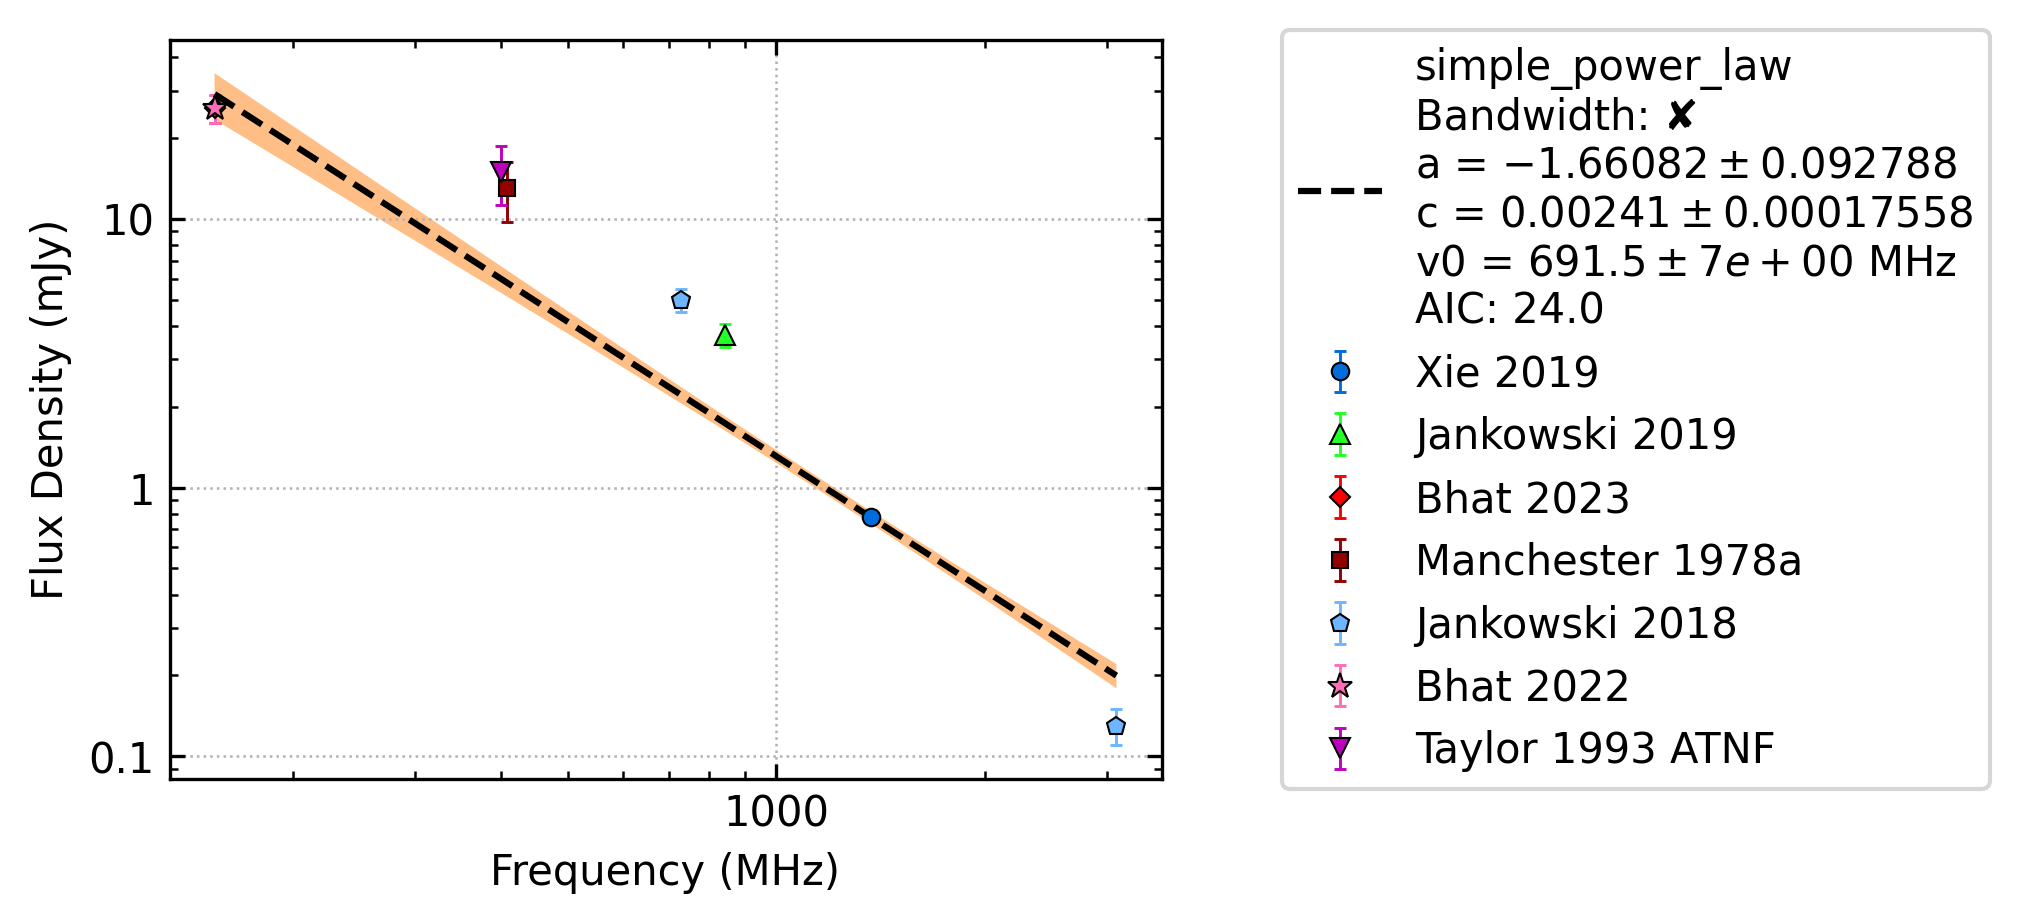 10
1
0.1
1000
Flux Density (mJy)
Frequency (MHz)
simple_power_law
Bandwidth: ✘
a = −1.66082 ± 0.092788
c = 0.00241 ± 0.00017558
v0 = 691.5 ± 7e + 00 MHz
AIC: 24.0
Xie 2019
Jankowski 2019
Bhat 2023
Manchester 1978a
Jankowski 2018
Bhat 2022
Taylor 1993 ATNF